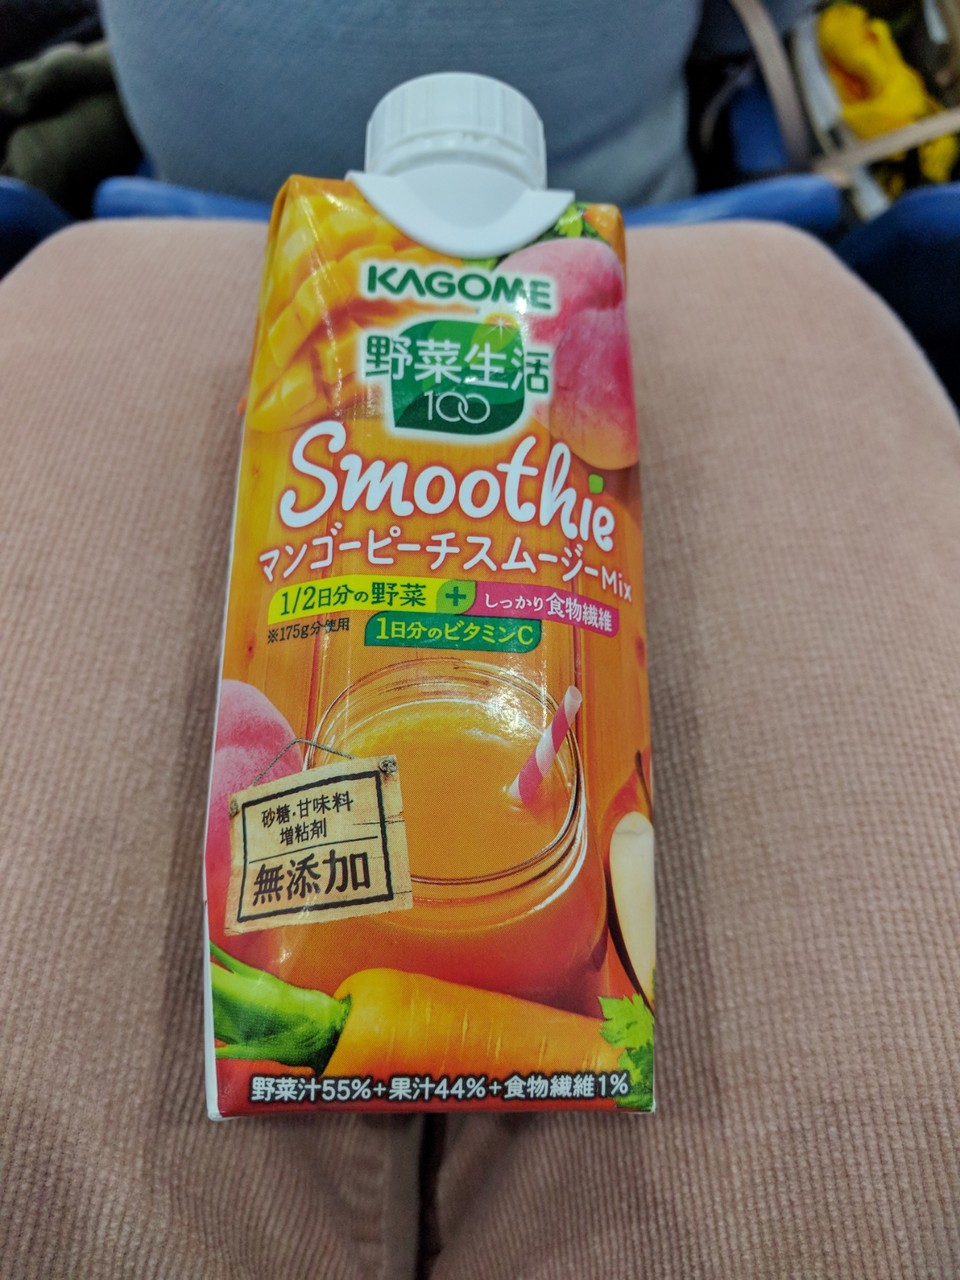 KAGOME
野菜生活
100
Smoothie
マンゴーピーチスムージーMix
1/2日分の野菜 + しっかり食物繊維
※175g分使用
1日分のビタミンC
砂糖・甘味料
増粘剤
無添加
野菜汁55%+果汁44%+食物繊維1%